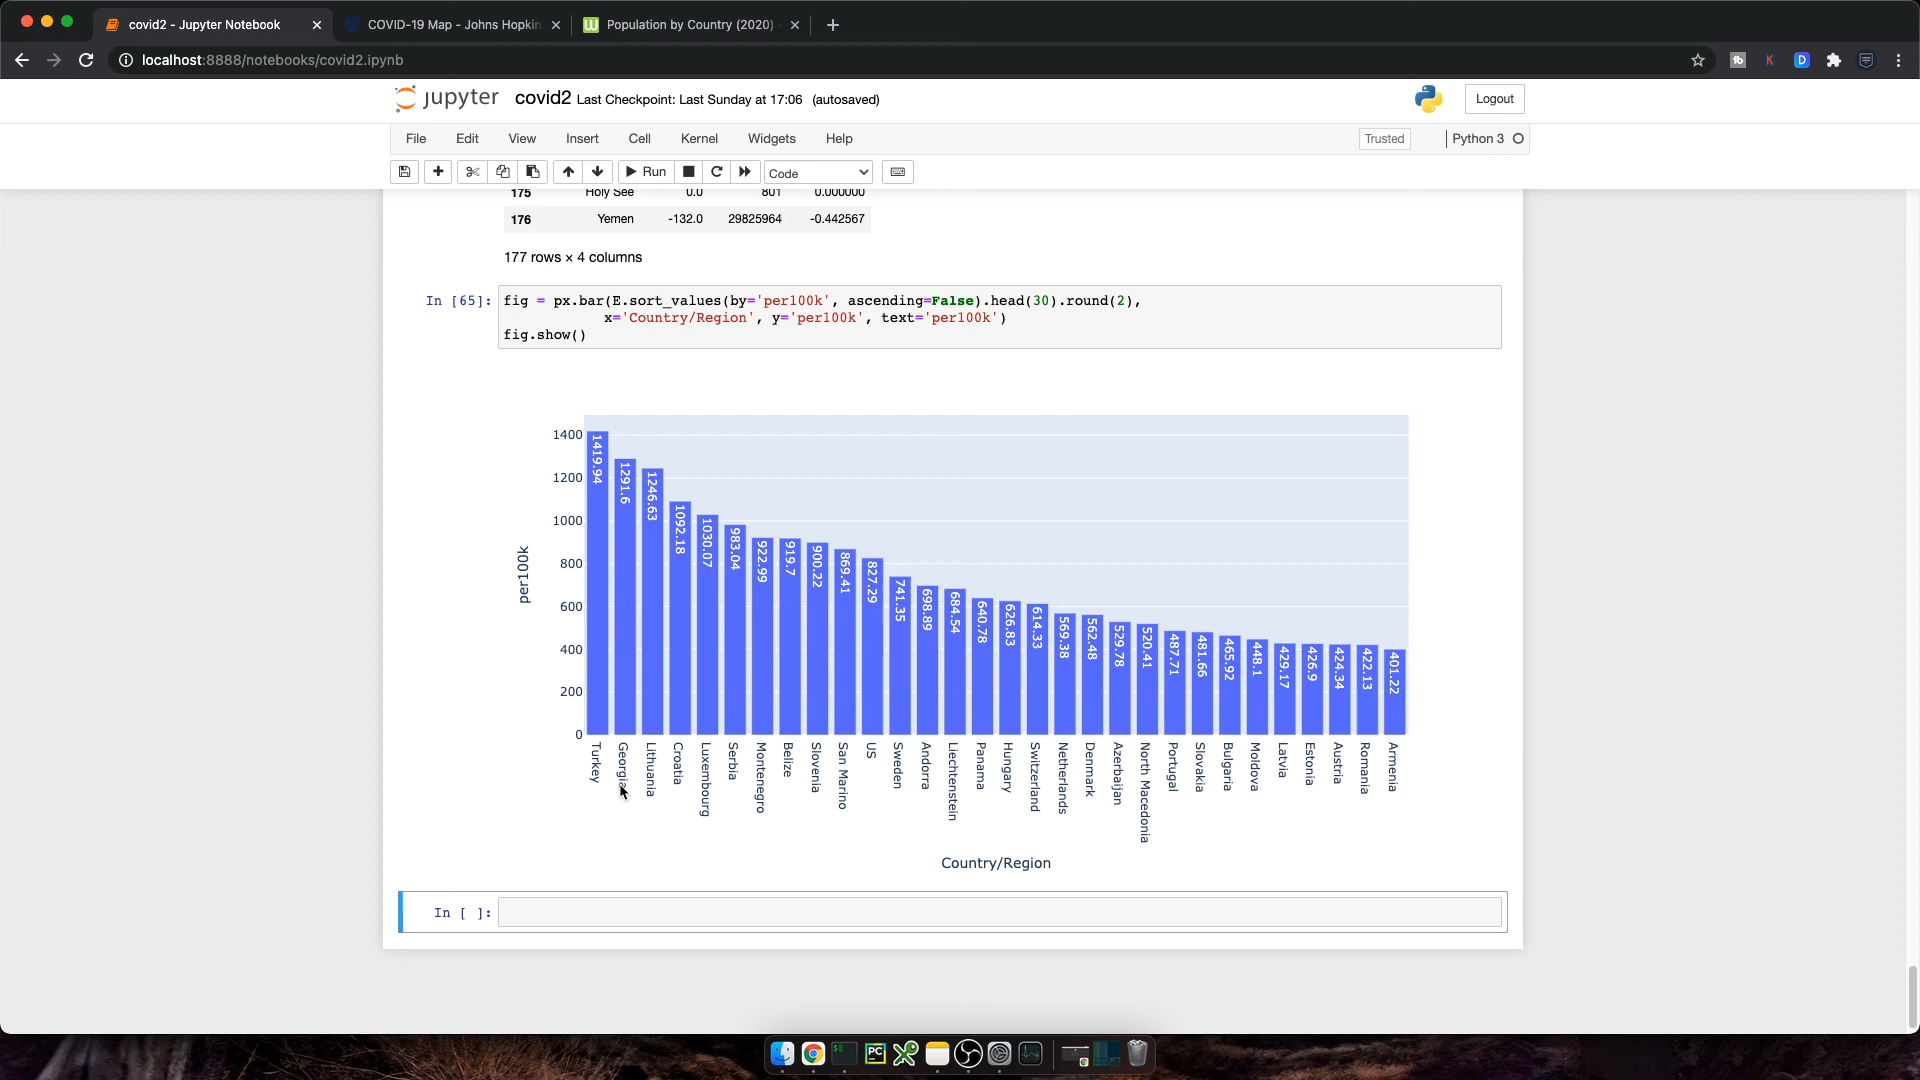 covid2 - Jupyter Notebook
COVID-19 Map - Johns Hopkin
Population by Country (2020)
localhost:8888/notebooks/covid2.ipynb
jupyter covid2 Last Checkpoint: Last Sunday at 17:06 (autosaved)
Logout
File Edit View Insert Cell Kernel Widgets Help
Trusted Python 3
Run Code
175 Holy See 0.0 801 0.000000
176 Yemen -132.0 29825964 -0.442567
177 rows × 4 columns
In [65]: fig = px.bar(E.sort_values(by='per100k', ascending=False).head(30).round(2),
x='Country/Region', y='per100k', text='per100k')
fig.show()
1400
1200
1000
800
600
400
200
0
per100k
1419.94
1291.6
1246.63
1092.18
1030.07
983.04
922.99
919.7
900.22
869.41
827.29
741.35
698.89
684.54
640.78
626.83
614.33
569.38
562.48
529.78
520.41
487.71
481.66
465.92
448.1
429.17
426.9
424.34
422.13
401.22
Turkey
Georgia
Lithuania
Croatia
Luxembourg
Serbia
Montenegro
Belize
Slovenia
San Marino
US
Sweden
Andorra
Liechtenstein
Panama
Hungary
Switzerland
Netherlands
Denmark
Azerbaijan
North Macedonia
Portugal
Slovakia
Bulgaria
Moldova
Latvia
Estonia
Austria
Romania
Armenia
Country/Region
In [ ]:
PC